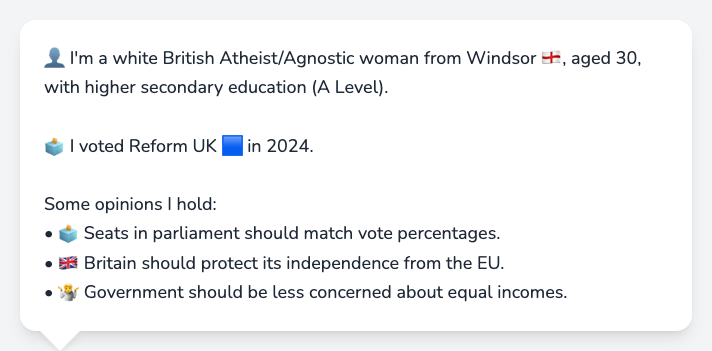 👤 I'm a white British Atheist/Agnostic woman from Windsor 🏴󠁧󠁢󠁥󠁮󠁧󠁿, aged 30,
with higher secondary education (A Level).
🗳️ I voted Reform UK 🟦 in 2024.
Some opinions I hold:
• 🗳️ Seats in parliament should match vote percentages.
• 🇬🇧 Britain should protect its independence from the EU.
• 🤷 Government should be less concerned about equal incomes.